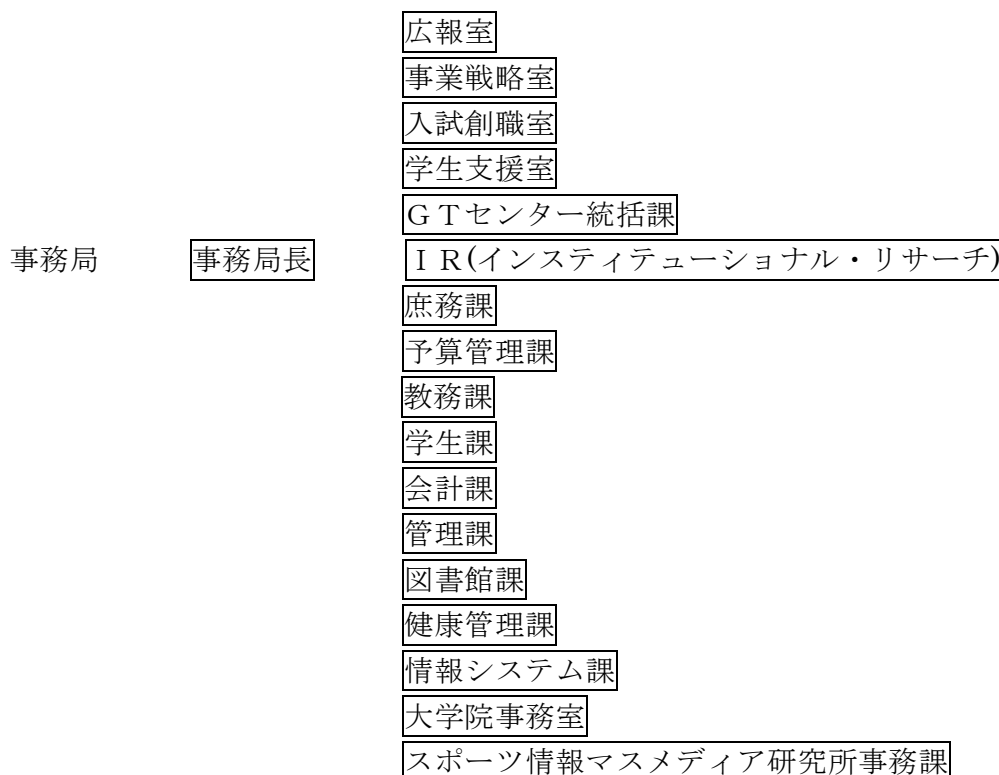 広報室
事業戦略室
入試創職室
学生支援室
ＧＴセンター統括課
事務局 事務局長 ＩＲ(インスティテューショナル・リサーチ)
庶務課
予算管理課
教務課
学生課
会計課
管理課
図書館課
健康管理課
情報システム課
大学院事務室
スポーツ情報マスメディア研究所事務課